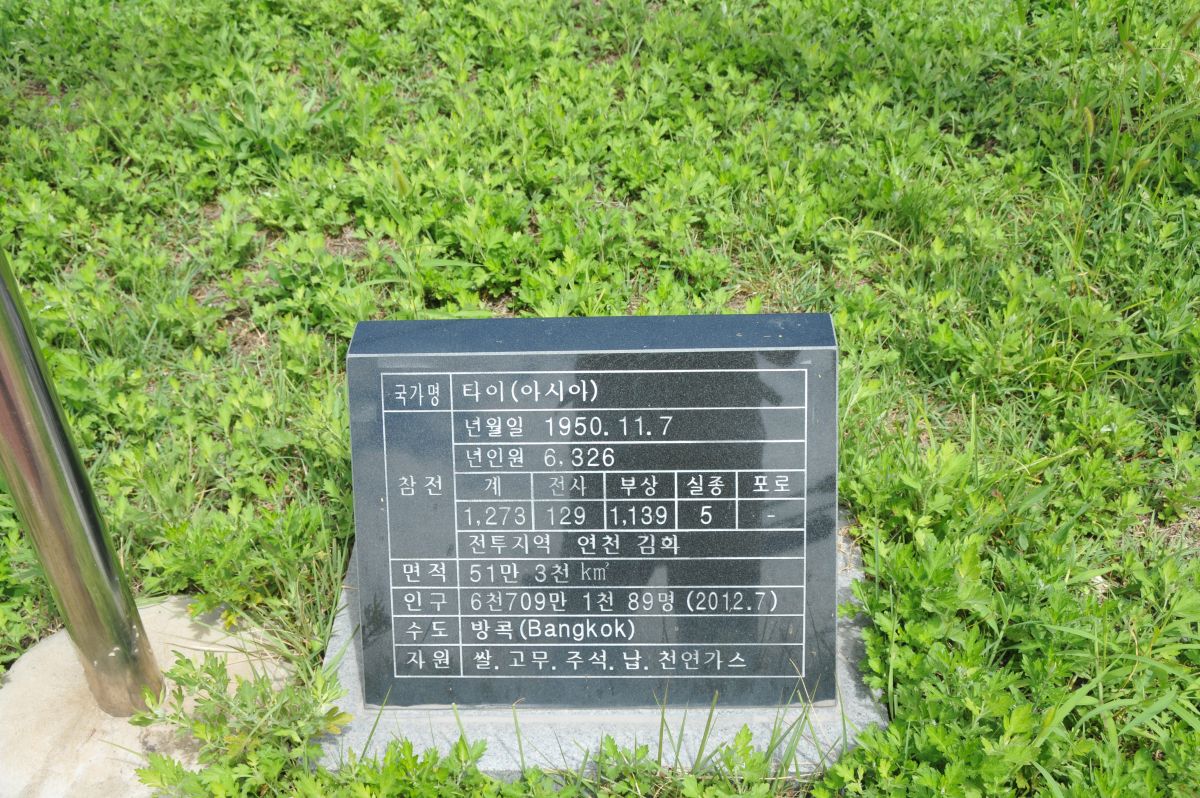 국가명 타이(아시아)
참전 년월일 1950.11.7
년인원 6,326
계 전사 부상 실종 포로
1,273 129 1,139 5 -
전투지역 연천 김화
면적 51만 3천 ㎢
인구 6천709만 1천 89명 (2012.7)
수도 방콕(Bangkok)
자원 쌀.고무.주석.납.천연가스